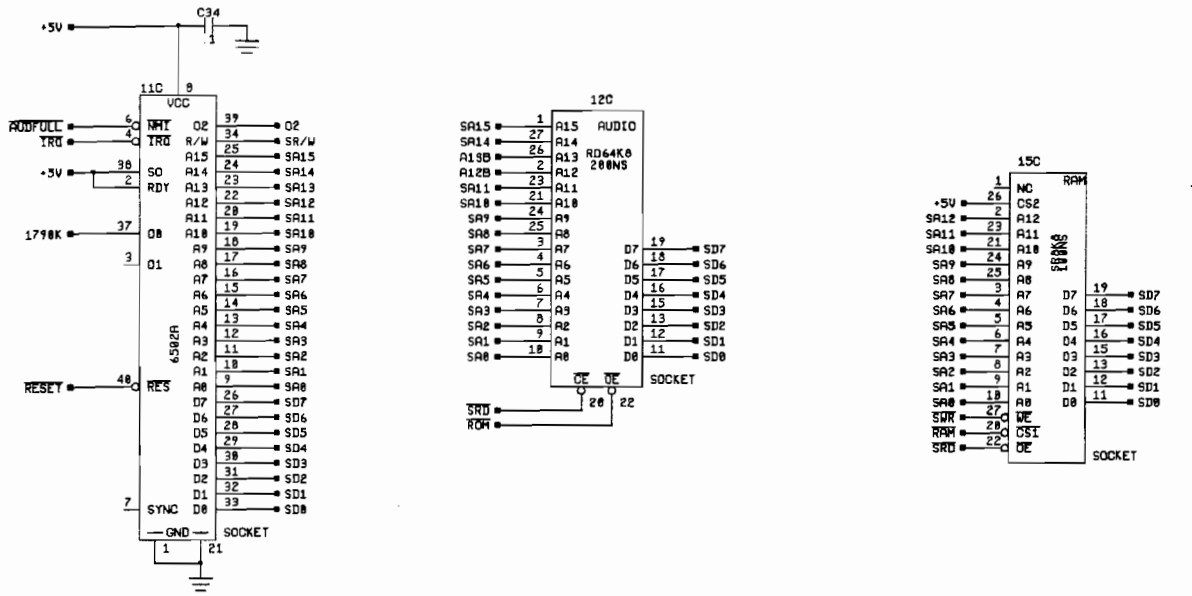 C34
+5V
.1
11C 8
VCC
AUDFULL 6 NMI O2 39 O2
IRQ 4 IRQ R/W 34 SR/W
A15 25 SA15
+5V 38 SO A14 24 SA14
2 RDY A13 23 SA13
A12 22 SA12
A11 20 SA11
1790K 37 O0 A10 19 SA10
A9 18 SA9
3 O1 A8 17 SA8
A7 16 SA7
A6 15 SA6
A5 14 SA5
A4 13 SA4
A3 12 SA3
A2 11 SA2
6502A
A1 10 SA1
RESET 40 RES A0 9 SA0
D7 26 SD7
D6 27 SD6
D5 28 SD5
D4 29 SD4
D3 30 SD3
D2 31 SD2
D1 32 SD1
7 SYNC D0 33 SD0
GND SOCKET
1 21
12C
SA15 1 A15 AUDIO
SA14 27 A14
A13B 26 A13 RD64K8
A12B 2 A12 200NS
SA11 23 A11
SA10 21 A10
SA9 24 A9
SA8 25 A8
SA7 3 A7 D7 19 SD7
SA6 4 A6 D6 18 SD6
SA5 5 A5 D5 17 SD5
SA4 6 A4 D4 16 SD4
SA3 7 A3 D3 15 SD3
SA2 8 A2 D2 13 SD2
SA1 9 A1 D1 12 SD1
SA0 10 A0 D0 11 SD0
CE OE SOCKET
20 22
SRD
ROM
15C
1 NC RAM
+5V 26 CS2
SA12 2 A12
SA11 23 A11
SA10 21 A10
SA9 24 A9
SA8 25 A8
SR8K8
100NS
SA7 3 A7 D7 19 SD7
SA6 4 A6 D6 18 SD6
SA5 5 A5 D5 17 SD5
SA4 6 A4 D4 16 SD4
SA3 7 A3 D3 15 SD3
SA2 8 A2 D2 13 SD2
SA1 9 A1 D1 12 SD1
SA0 10 A0 D0 11 SD0
SWR 27 WE
RAM 20 CS1
SRD 22 OE
SOCKET